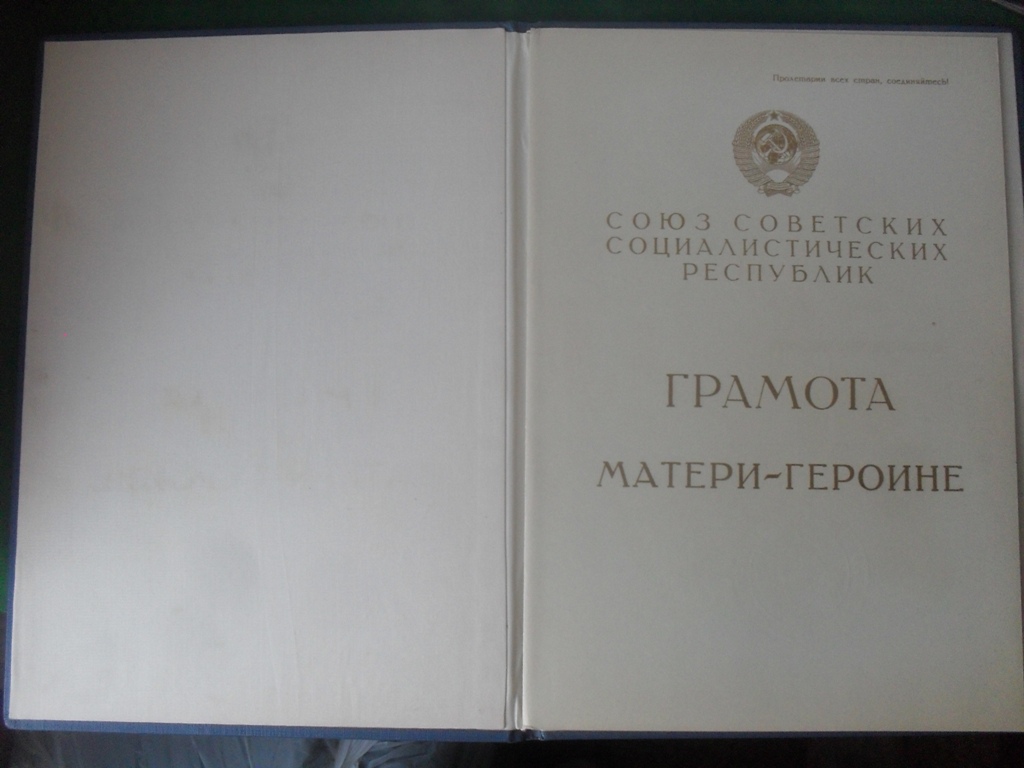 Пролетарии всех стран, соединяйтесь!
СОЮЗ СОВЕТСКИХ
СОЦИАЛИСТИЧЕСКИХ
РЕСПУБЛИК
ГРАМОТА
МАТЕРИ-ГЕРОИНЕ